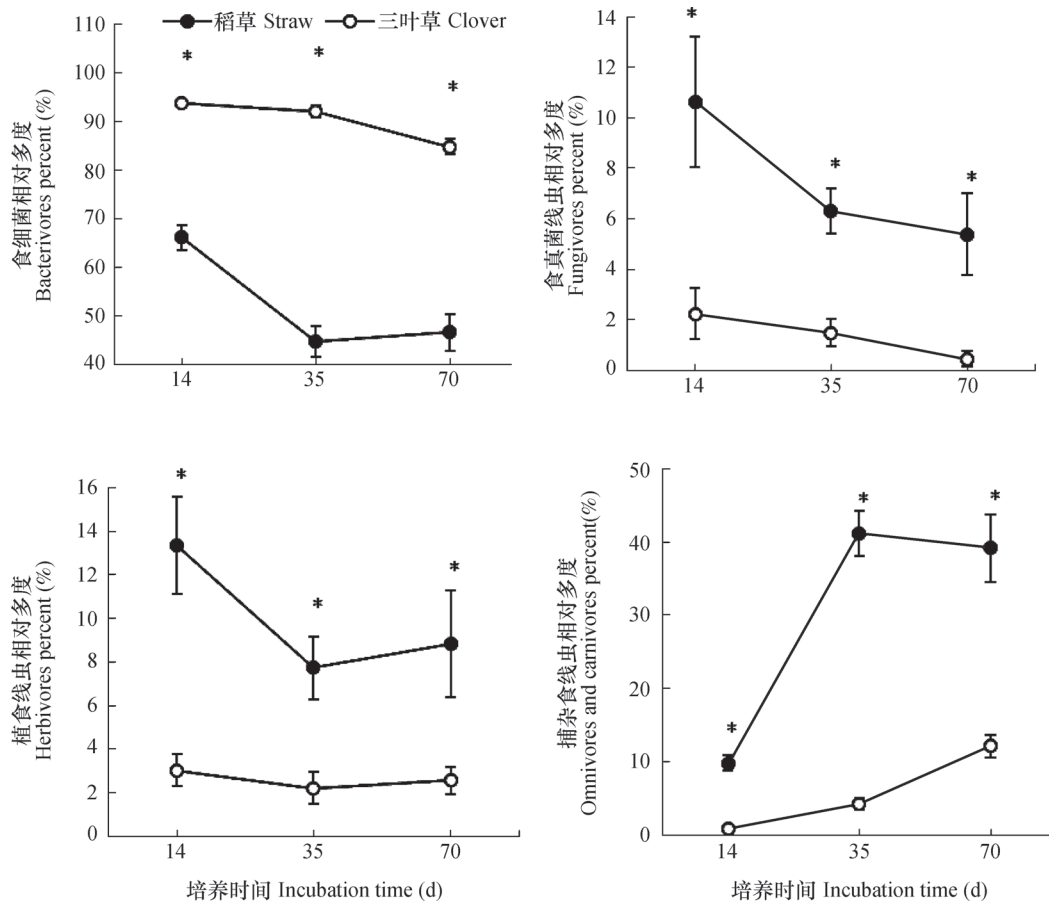 稻草 Straw 三叶草 Clover
食细菌相对多度
Bacterivores percent (%)
110
100
90
80
70
60
50
40
* * *
14 35 70
食真菌线虫相对多度
Fungivores percent (%)
14
12
10
8
6
4
2
0
* * *
14 35 70
植食线虫相对多度
Herbivores percent (%)
16
14
12
10
8
6
4
2
0
* * *
14 35 70
培养时间 Incubation time (d)
捕杂食线虫相对多度
Omnivores and carnivores percent(%)
50
40
30
20
10
0
* * *
14 35 70
培养时间 Incubation time (d)